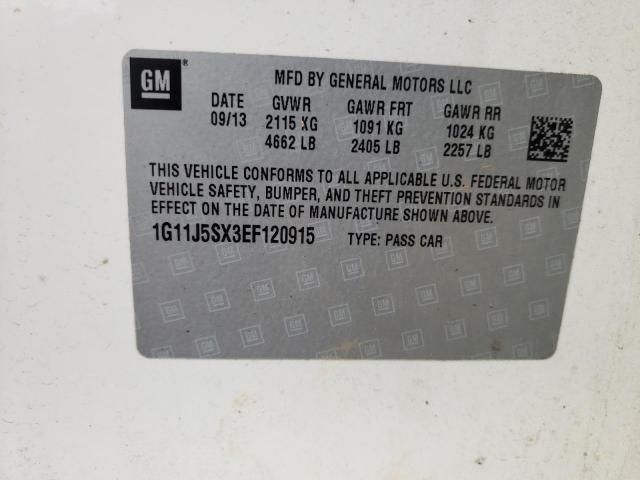 GM ®
MFD BY GENERAL MOTORS LLC
DATE GVWR GAWR FRT GAWR RR
09/13 2115 KG 1091 KG 1024 KG
4662 LB 2405 LB 2257 LB
THIS VEHICLE CONFORMS TO ALL APPLICABLE U.S. FEDERAL MOTOR
VEHICLE SAFETY, BUMPER, AND THEFT PREVENTION STANDARDS IN
EFFECT ON THE DATE OF MANUFACTURE SHOWN ABOVE.
1G11J5SX3EF120915 TYPE: PASS CAR